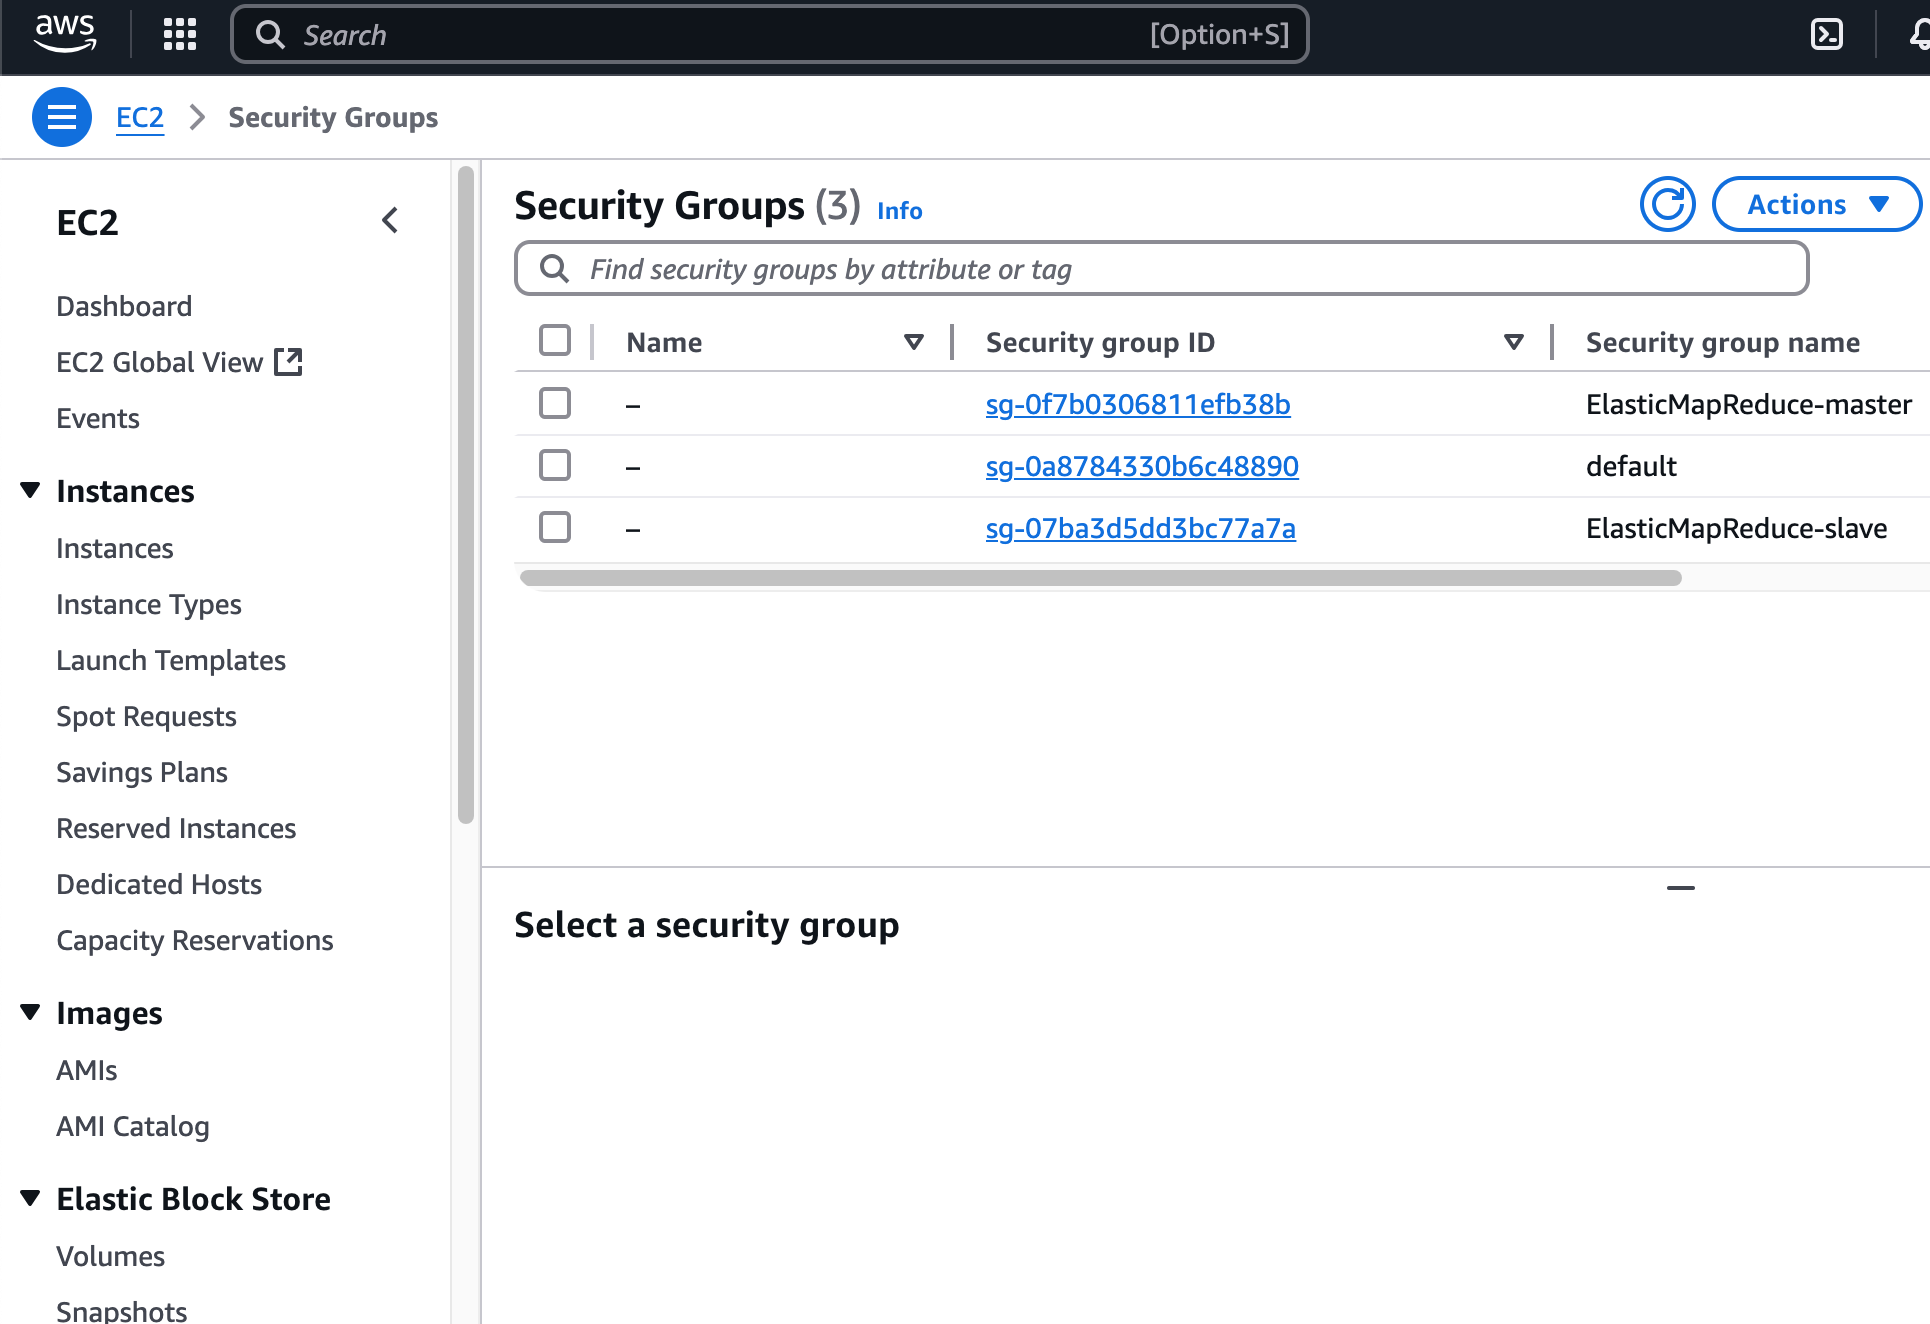 aws
Search [Option+S]
EC2 Security Groups
EC2
Dashboard
EC2 Global View
Events
Instances
Instances
Instance Types
Launch Templates
Spot Requests
Savings Plans
Reserved Instances
Dedicated Hosts
Capacity Reservations
Images
AMIs
AMI Catalog
Elastic Block Store
Volumes
Snapshots
Security Groups (3) Info
Actions
Find security groups by attribute or tag
Name Security group ID Security group name
– sg-0f7b0306811efb38b ElasticMapReduce-master
– sg-0a8784330b6c48890 default
– sg-07ba3d5dd3bc77a7a ElasticMapReduce-slave
Select a security group